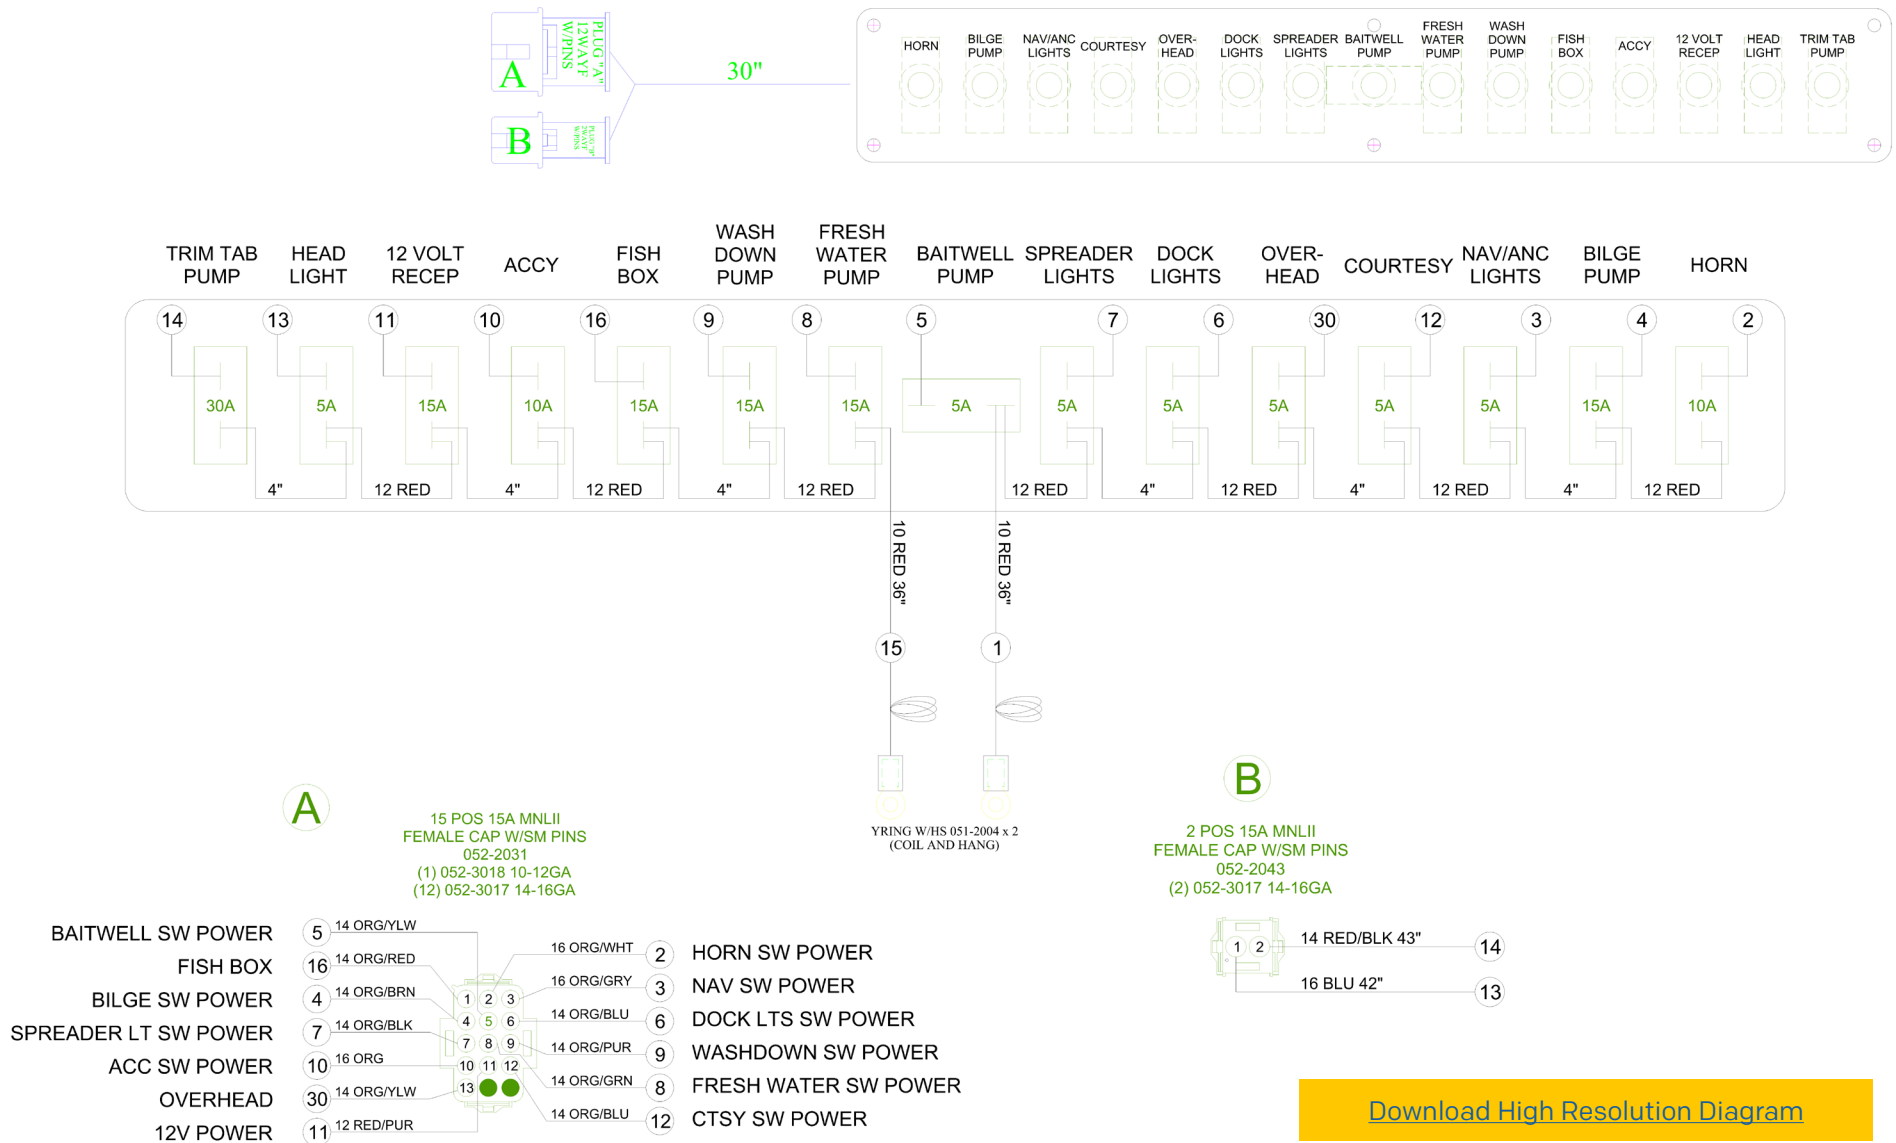 PLUG "A"
12WAYF
W/PINS
A
30"
PLUG "B"
2WAYF
W/PINS
B
HORN
BILGE
PUMP
NAV/ANC
LIGHTS
COURTESY
OVER-
HEAD
DOCK
LIGHTS
SPREADER
LIGHTS
BAITWELL
PUMP
FRESH
WATER
PUMP
WASH
DOWN
PUMP
FISH
BOX
ACCY
12 VOLT
RECEP
HEAD
LIGHT
TRIM TAB
PUMP
TRIM TAB
PUMP
HEAD
LIGHT
12 VOLT
RECEP
ACCY
FISH
BOX
WASH
DOWN
PUMP
FRESH
WATER
PUMP
BAITWELL
PUMP
SPREADER
LIGHTS
DOCK
LIGHTS
OVER-
HEAD
COURTESY
NAV/ANC
LIGHTS
BILGE
PUMP
HORN
14 13 11 10 16 9 8 5 7 6 30 12 3 4 2
30A 5A 15A 10A 15A 15A 15A 5A 5A 5A 5A 5A 5A 15A 10A
4" 12 RED 4" 12 RED 4" 12 RED 12 RED 4" 12 RED 4" 12 RED 4" 12 RED
10 RED 36"
10 RED 36"
15
1
YRING W/HS 051-2004 x 2
(COIL AND HANG)
A
15 POS 15A MNLII
FEMALE CAP W/SM PINS
052-2031
(1) 052-3018 10-12GA
(12) 052-3017 14-16GA
BAITWELL SW POWER 5 14 ORG/YLW
FISH BOX 16 14 ORG/RED
BILGE SW POWER 4 14 ORG/BRN
SPREADER LT SW POWER 7 14 ORG/BLK
ACC SW POWER 10 16 ORG
OVERHEAD 30 14 ORG/YLW
12V POWER 11 12 RED/PUR
1 2 3
4 5 6
7 8 9
10 11 12
13
16 ORG/WHT 2 HORN SW POWER
16 ORG/GRY 3 NAV SW POWER
14 ORG/BLU 6 DOCK LTS SW POWER
14 ORG/PUR 9 WASHDOWN SW POWER
14 ORG/GRN 8 FRESH WATER SW POWER
14 ORG/BLU 12 CTSY SW POWER
B
2 POS 15A MNLII
FEMALE CAP W/SM PINS
052-2043
(2) 052-3017 14-16GA
1 2
14 RED/BLK 43" 14
16 BLU 42" 13
Download High Resolution Diagram